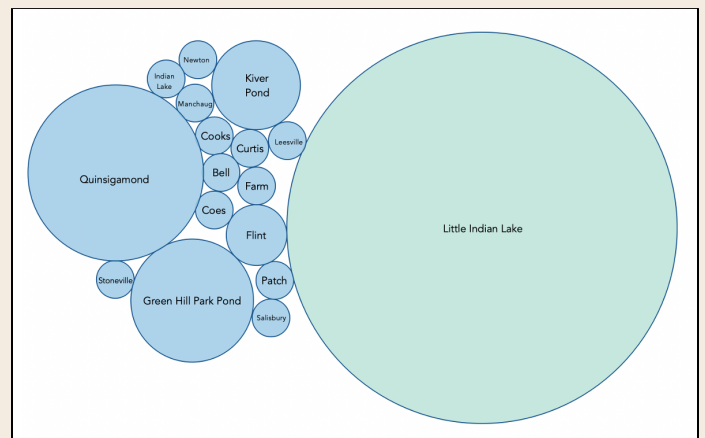 Newton
Indian
Lake
Kiver
Pond
Manchaug
Cooks
Curtis
Leesville
Quinsigamond
Bell
Farm
Coes
Flint
Little Indian Lake
Stoneville
Patch
Green Hill Park Pond
Salisbury